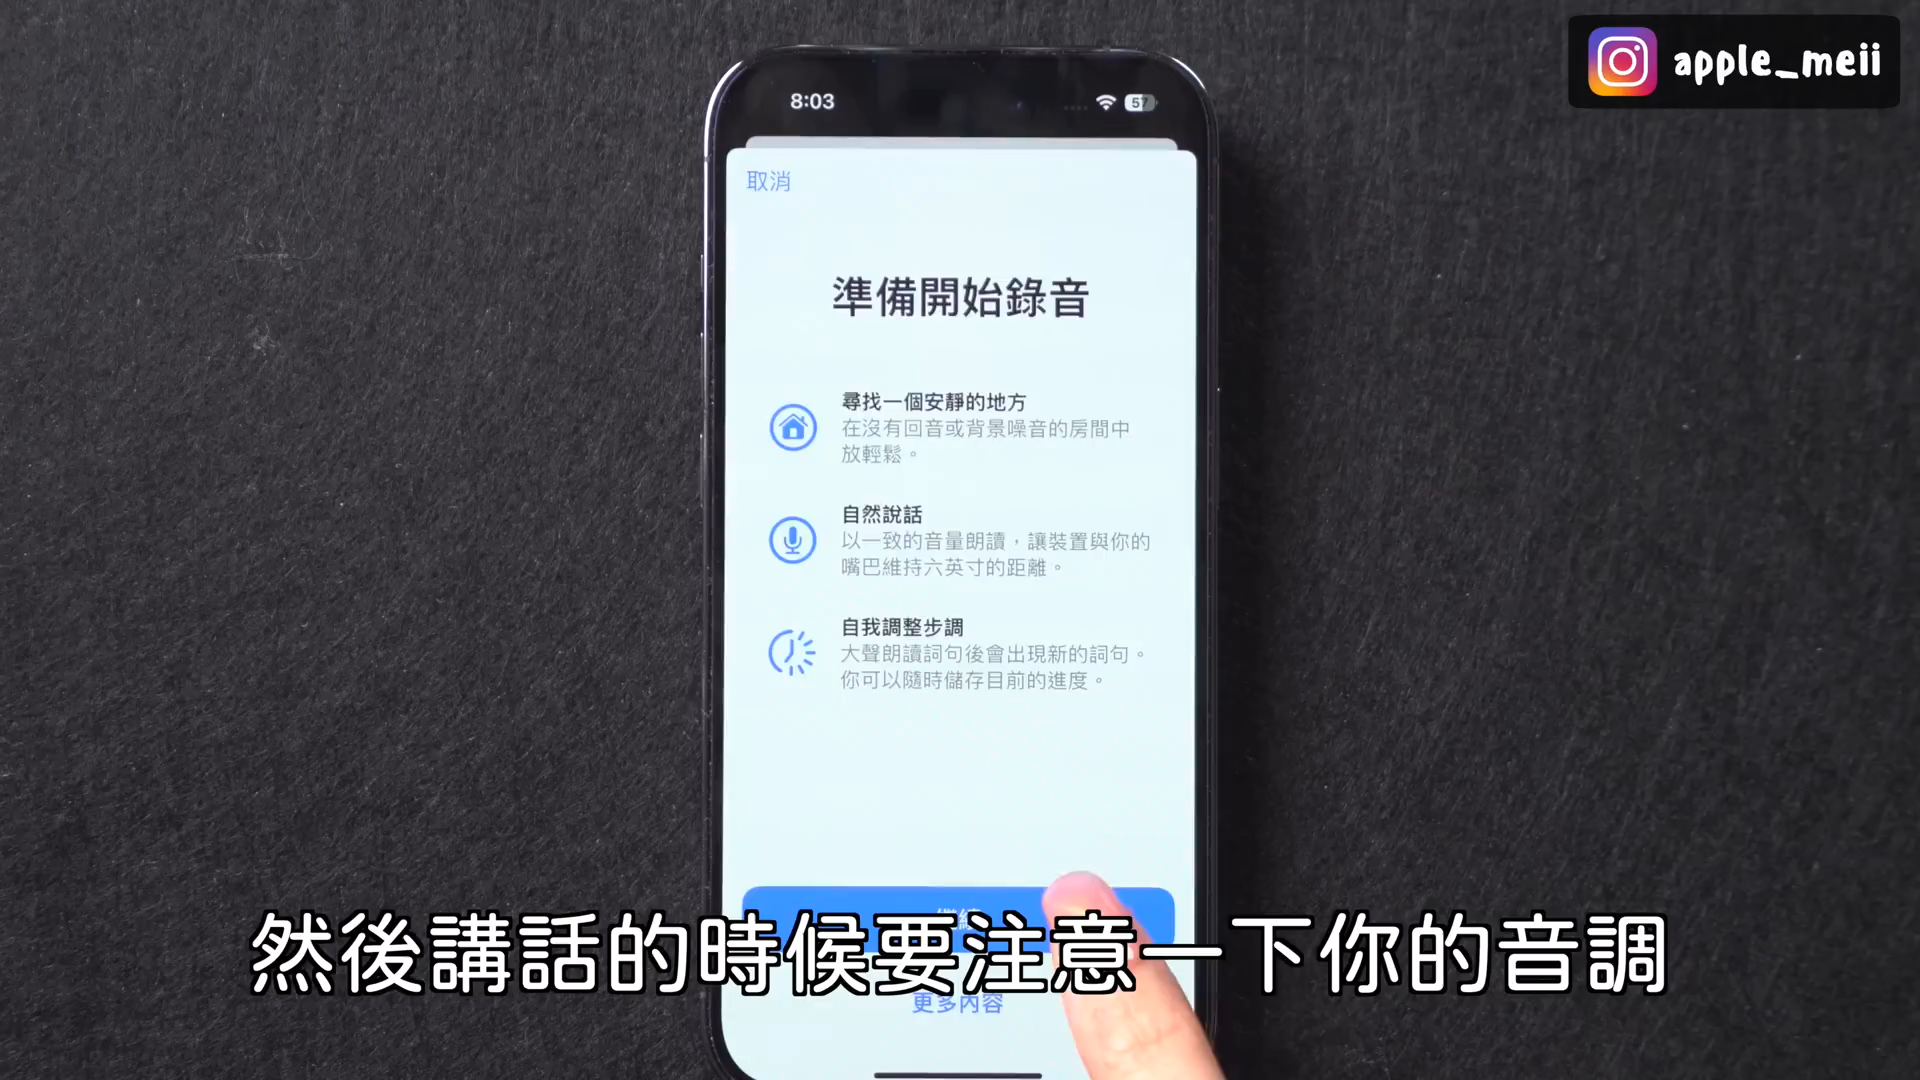 apple_meii
8:03
57
取消
準備開始錄音
尋找一個安靜的地方
在沒有回音或背景噪音的房間中
放輕鬆。
自然說話
以一致的音量朗讀，讓裝置與你的
嘴巴維持六英寸的距離。
自我調整步調
大聲朗讀詞句後會出現新的詞句。
你可以隨時儲存目前的進度。
然後講話的時候要注意一下你的音調
更多內容